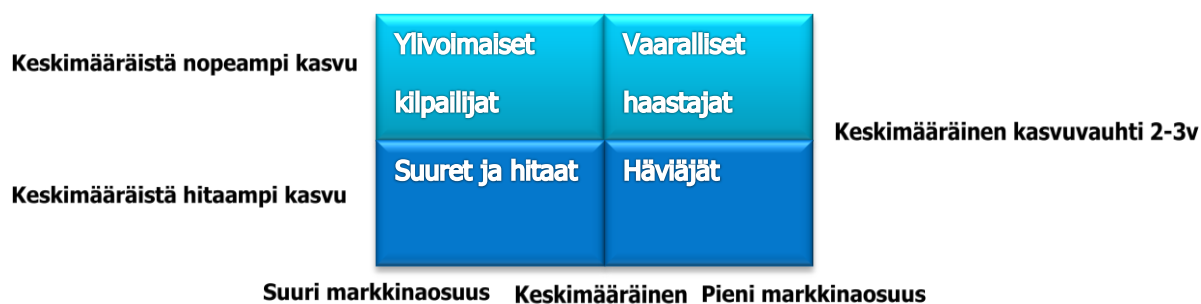 Keskimääräistä nopeampi kasvu
Ylivoimaiset
kilpailijat
Vaaralliset
haastajat
Keskimääräinen kasvuvauhti 2-3v
Keskimääräistä hitaampi kasvu
Suuret ja hitaat
Häviäjät
Suuri markkinaosuus
Keskimääräinen
Pieni markkinaosuus